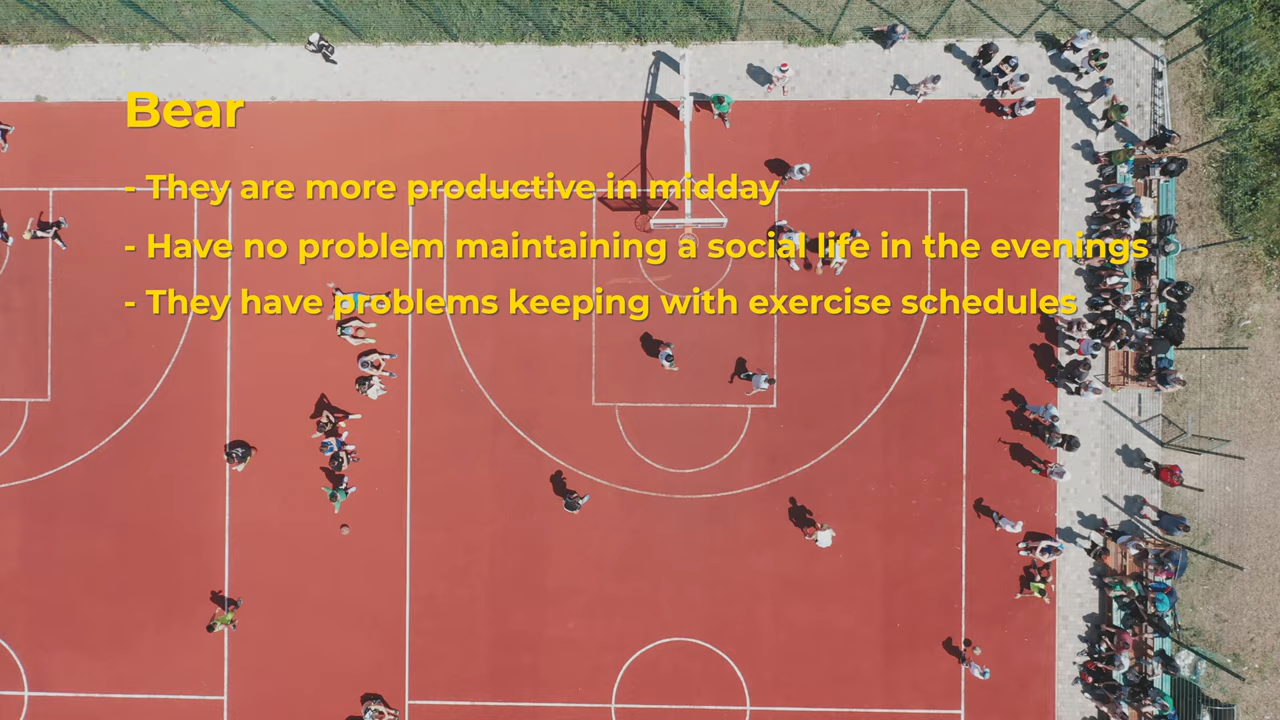 Bear
- They are more productive in midday
- Have no problem maintaining a social life in the evenings
- They have problems keeping with exercise schedules